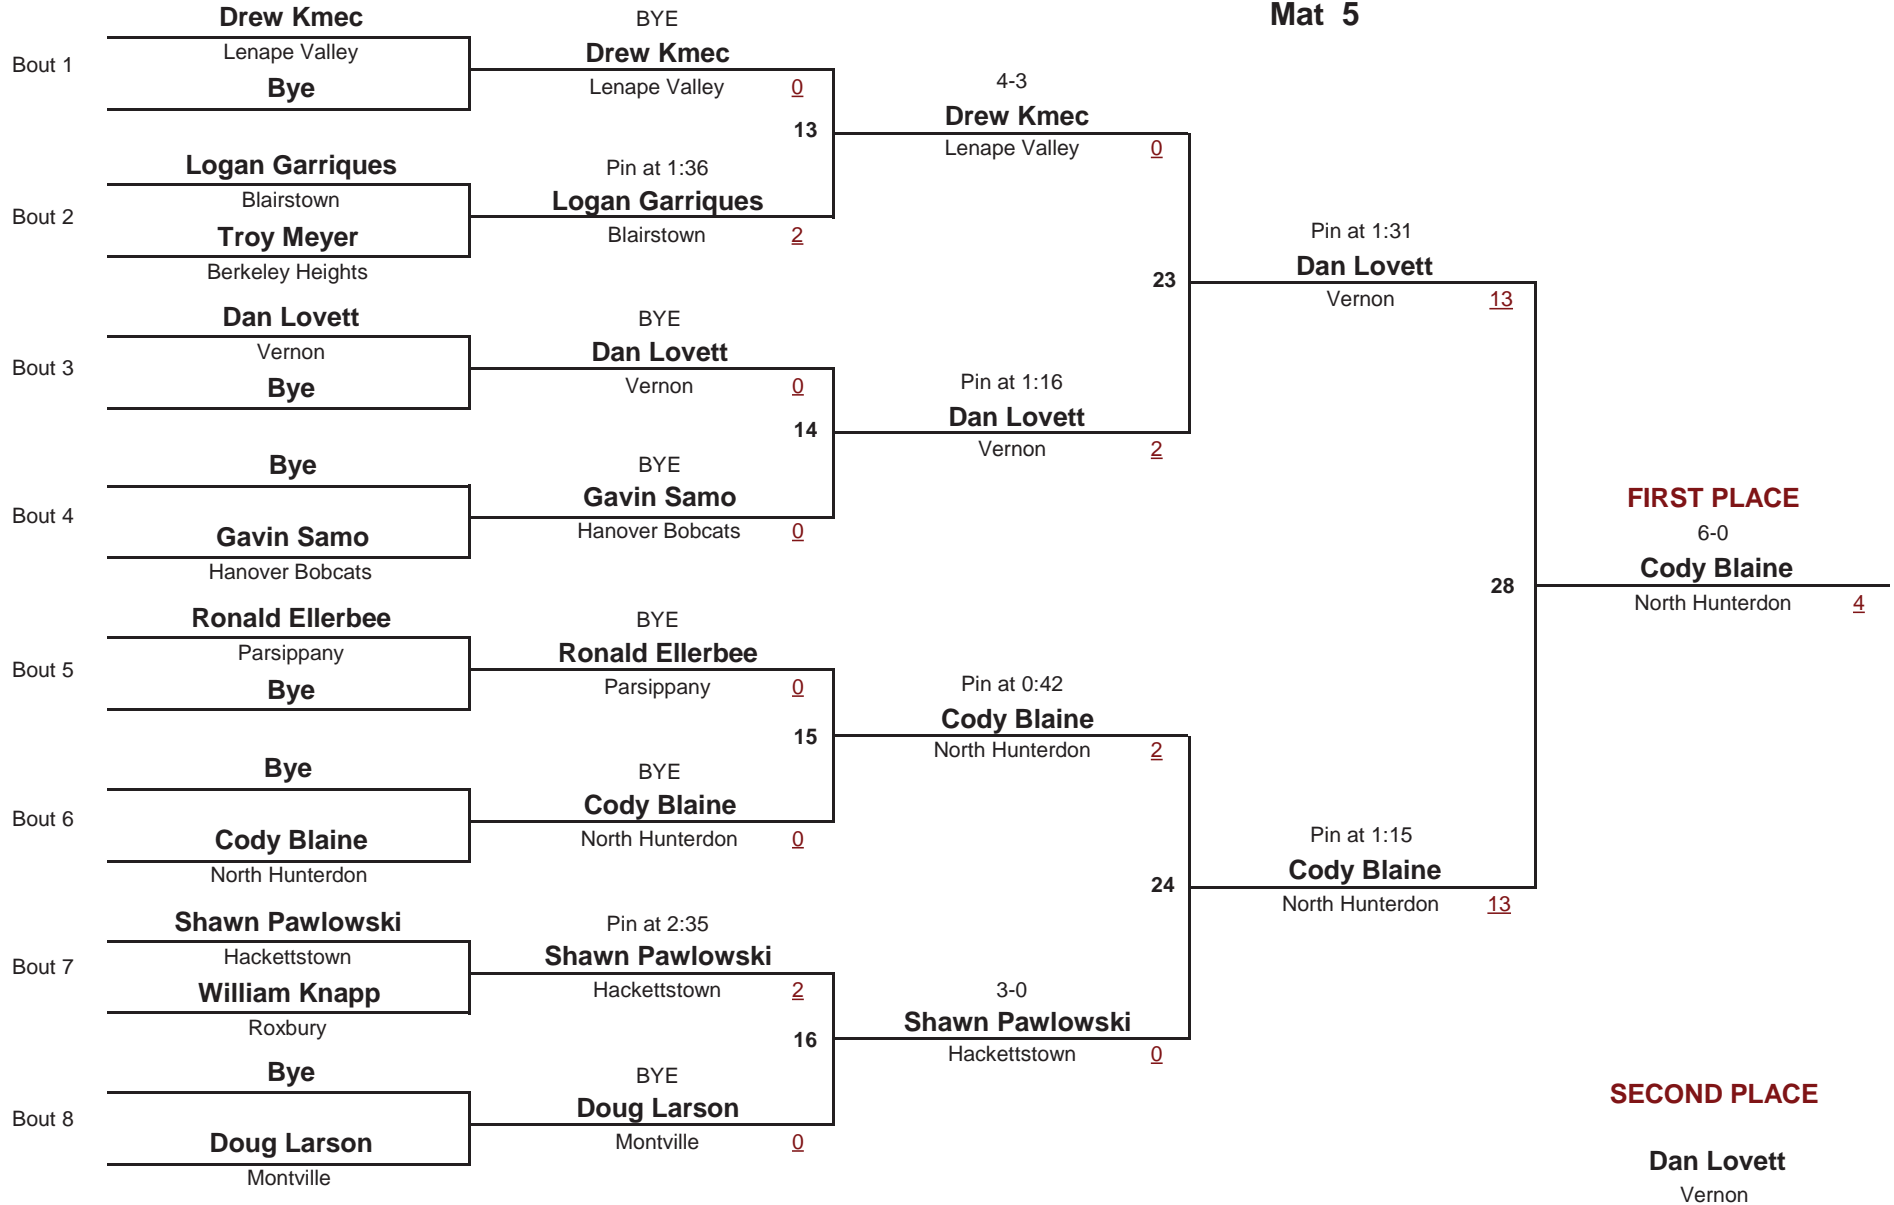 Mat 5
Bout 1
Drew Kmec
Lenape Valley
Bye
Bout 2
Logan Garriques
Blairstown
Troy Meyer
Berkeley Heights
Bout 3
Dan Lovett
Vernon
Bye
Bout 4
Bye
Gavin Samo
Hanover Bobcats
Bout 5
Ronald Ellerbee
Parsippany
Bye
Bout 6
Bye
Cody Blaine
North Hunterdon
Bout 7
Shawn Pawlowski
Hackettstown
William Knapp
Roxbury
Bout 8
Bye
Doug Larson
Montville
BYE
Drew Kmec
Lenape Valley 0
13
Pin at 1:36
Logan Garriques
Blairstown 2
BYE
Dan Lovett
Vernon 0
14
BYE
Gavin Samo
Hanover Bobcats 0
BYE
Ronald Ellerbee
Parsippany 0
15
BYE
Cody Blaine
North Hunterdon 0
Pin at 2:35
Shawn Pawlowski
Hackettstown 2
16
BYE
Doug Larson
Montville 0
4-3
Drew Kmec
Lenape Valley 0
23
Pin at 1:16
Dan Lovett
Vernon 2
Pin at 0:42
Cody Blaine
North Hunterdon 2
24
3-0
Shawn Pawlowski
Hackettstown 0
Pin at 1:31
Dan Lovett
Vernon 13
28
Pin at 1:15
Cody Blaine
North Hunterdon 13
FIRST PLACE
6-0
Cody Blaine
North Hunterdon 4
SECOND PLACE
Dan Lovett
Vernon